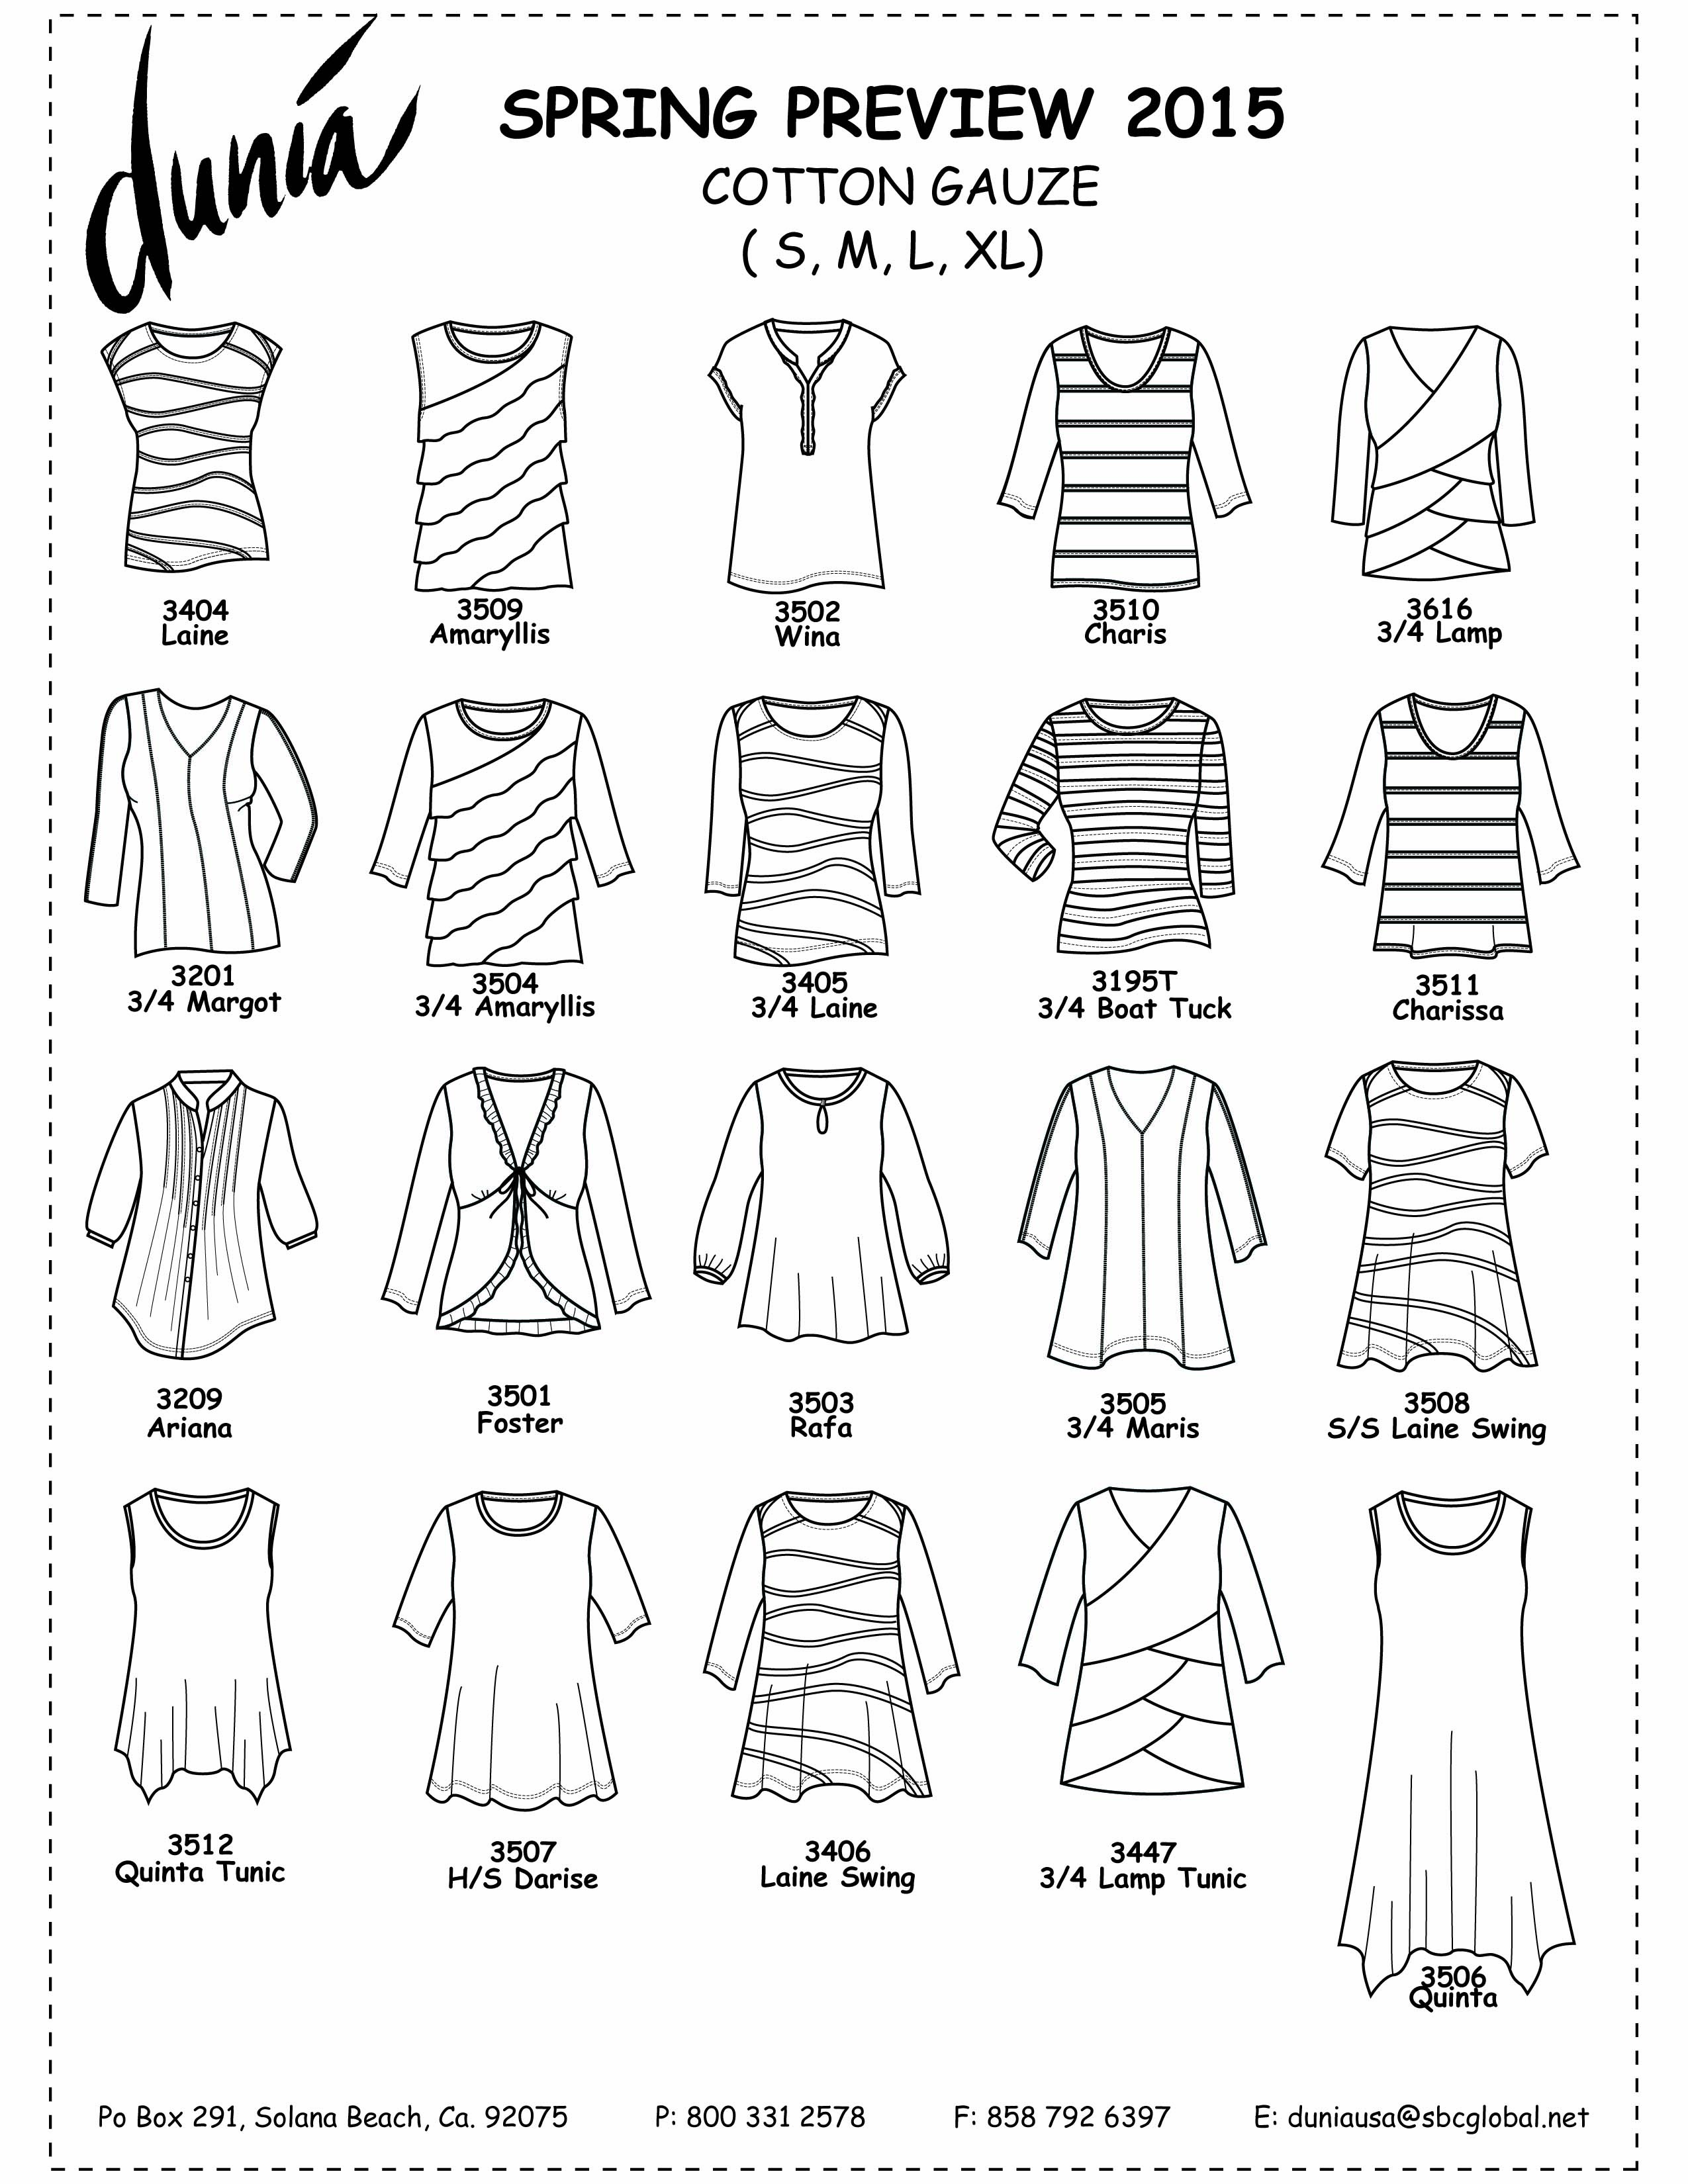 dunia
SPRING PREVIEW 2015
COTTON GAUZE
( S, M, L, XL)
3404
Laine
3509
Amaryllis
3502
Wina
3510
Charis
3616
3/4 Lamp
3201
3/4 Margot
3504
3/4 Amaryllis
3405
3/4 Laine
3195T
3/4 Boat Tuck
3511
Charissa
3209
Ariana
3501
Foster
3503
Rafa
3505
3/4 Maris
3508
S/S Laine Swing
3512
Quinta Tunic
3507
H/S Darise
3406
Laine Swing
3447
3/4 Lamp Tunic
3506
Quinta
Po Box 291, Solana Beach, Ca. 92075 P: 800 331 2578 F: 858 792 6397 E: duniausa@sbcglobal.net